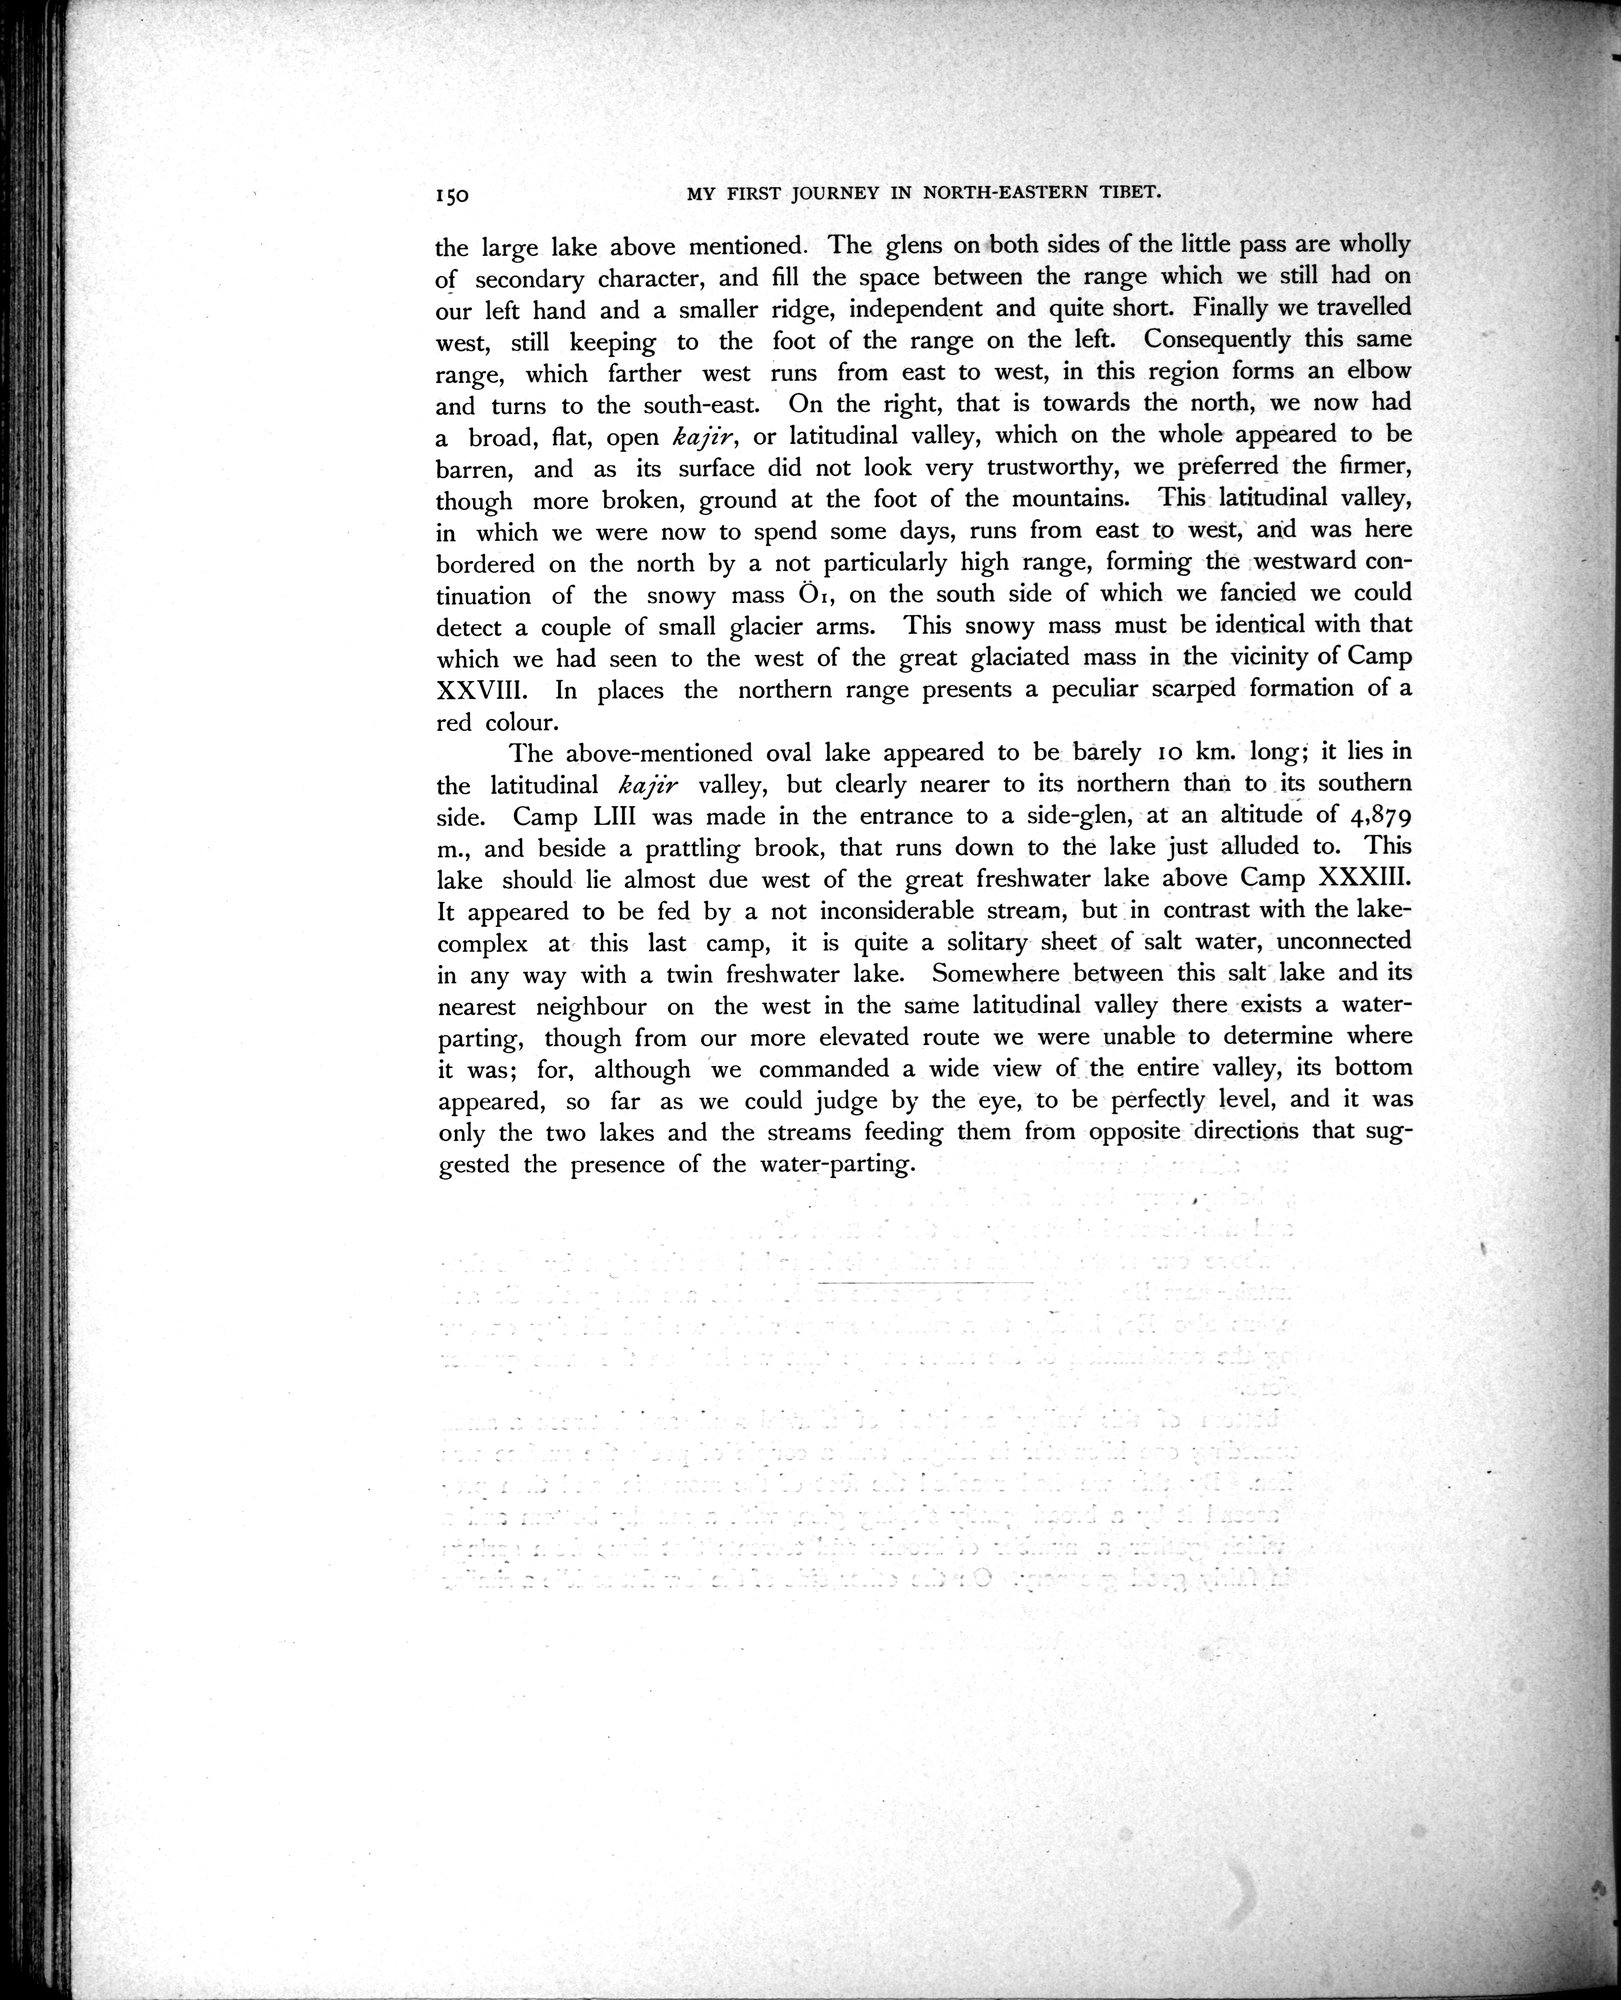 150 MY FIRST JOURNEY IN NORTH-EASTERN TIBET.
the large lake above mentioned. The glens on both sides of the little pass are wholly
of secondary character, and fill the space between the range which we still had on
our left hand and a smaller ridge, independent and quite short. Finally we travelled
west, still keeping to the foot of the range on the left. Consequently this same
range, which farther west runs from east to west, in this region forms an elbow
and turns to the south-east. On the right, that is towards the north, we now had
a broad, flat, open kajir, or latitudinal valley, which on the whole appeared to be
barren, and as its surface did not look very trustworthy, we preferred the firmer,
though more broken, ground at the foot of the mountains. This latitudinal valley,
in which we were now to spend some days, runs from east to west, and was here
bordered on the north by a not particularly high range, forming the westward con-
tinuation of the snowy mass Ö1, on the south side of which we fancied we could
detect a couple of small glacier arms. This snowy mass must be identical with that
which we had seen to the west of the great glaciated mass in the vicinity of Camp
XXVIII. In places the northern range presents a peculiar scarped formation of a
red colour.
The above-mentioned oval lake appeared to be barely 10 km. long; it lies in
the latitudinal kajir valley, but clearly nearer to its northern than to its southern
side. Camp LIII was made in the entrance to a side-glen, at an altitude of 4,879
m., and beside a prattling brook, that runs down to the lake just alluded to. This
lake should lie almost due west of the great freshwater lake above Camp XXXIII.
It appeared to be fed by a not inconsiderable stream, but in contrast with the lake-
complex at this last camp, it is quite a solitary sheet of salt water, unconnected
in any way with a twin freshwater lake. Somewhere between this salt lake and its
nearest neighbour on the west in the same latitudinal valley there exists a water-
parting, though from our more elevated route we were unable to determine where
it was; for, although we commanded a wide view of the entire valley, its bottom
appeared, so far as we could judge by the eye, to be perfectly level, and it was
only the two lakes and the streams feeding them from opposite directions that sug-
gested the presence of the water-parting.